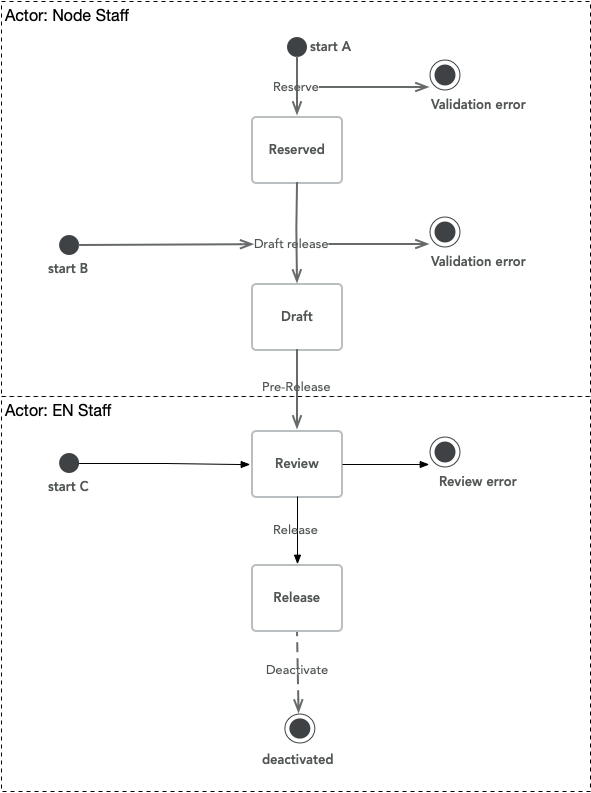 Actor: Node Staff
start A
Reserve
Validation error
Reserved
Draft release
start B
Validation error
Draft
Pre-Release
Actor: EN Staff
Review
start C
Review error
Release
Release
Deactivate
deactivated